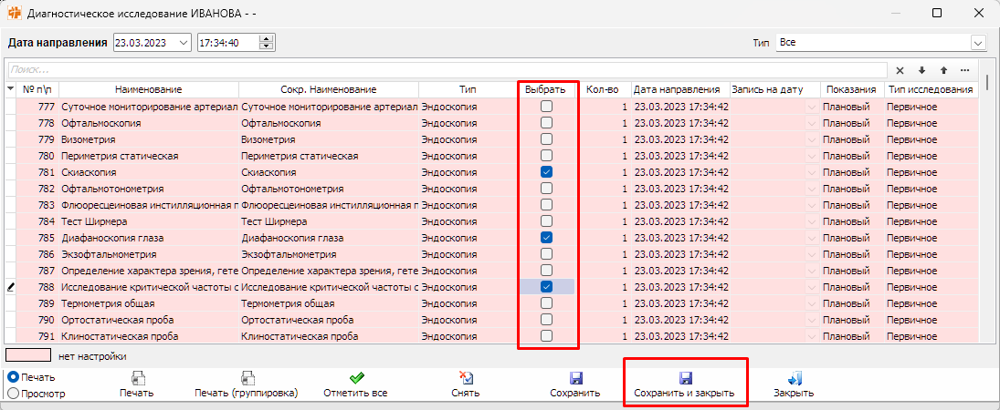 Диагностическое исследование ИВАНОВА - -
Дата направления 23.03.2023 17:34:40 Тип Все
Поиск...
№ п\п Наименование Сокр. Наименование Тип Выбрать Кол-во Дата направления Запись на дату Показания Тип исследования
777 Суточное мониторирование артериал Суточное мониторирование артериал Эндоскопия 1 23.03.2023 17:34:42 Плановый Первичное
778 Офтальмоскопия Офтальмоскопия Эндоскопия 1 23.03.2023 17:34:42 Плановый Первичное
779 Визометрия Визометрия Эндоскопия 1 23.03.2023 17:34:42 Плановый Первичное
780 Периметрия статическая Периметрия статическая Эндоскопия 1 23.03.2023 17:34:42 Плановый Первичное
781 Скиаскопия Скиаскопия Эндоскопия 1 23.03.2023 17:34:42 Плановый Первичное
782 Офтальмотонометрия Офтальмотонометрия Эндоскопия 1 23.03.2023 17:34:42 Плановый Первичное
783 Флюоресцеиновая инстилляционная п Флюоресцеиновая инстилляционная п Эндоскопия 1 23.03.2023 17:34:42 Плановый Первичное
784 Тест Ширмера Тест Ширмера Эндоскопия 1 23.03.2023 17:34:42 Плановый Первичное
785 Диафаноскопия глаза Диафаноскопия глаза Эндоскопия 1 23.03.2023 17:34:42 Плановый Первичное
786 Экзофтальмометрия Экзофтальмометрия Эндоскопия 1 23.03.2023 17:34:42 Плановый Первичное
787 Определение характера зрения, гете Определение характера зрения, гете Эндоскопия 1 23.03.2023 17:34:42 Плановый Первичное
788 Исследование критической частоты с Исследование критической частоты с Эндоскопия 1 23.03.2023 17:34:42 Плановый Первичное
789 Термометрия общая Термометрия общая Эндоскопия 1 23.03.2023 17:34:42 Плановый Первичное
790 Ортостатическая проба Ортостатическая проба Эндоскопия 1 23.03.2023 17:34:42 Плановый Первичное
791 Клиностатическая проба Клиностатическая проба Эндоскопия 1 23.03.2023 17:34:42 Плановый Первичное
нет настройки
Печать
Просмотр
Печать Печать (группировка) Отметить все Снять Сохранить Сохранить и закрыть Закрыть